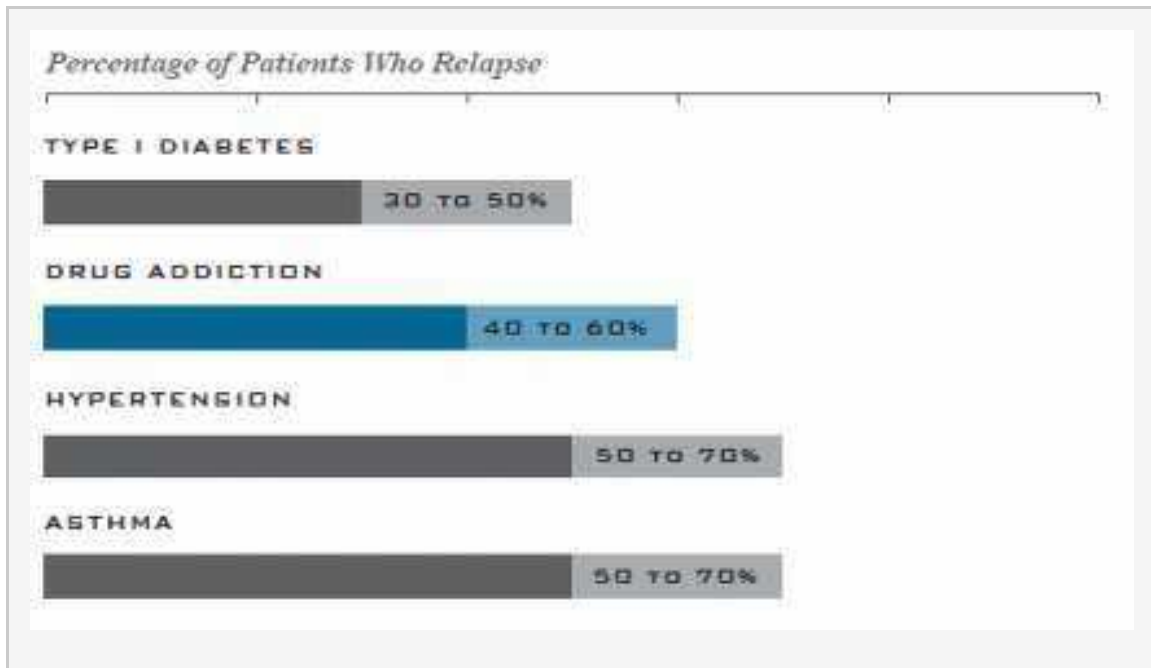 Percentage of Patients Who Relapse
TYPE I DIABETES
30 TO 50%
DRUG ADDICTION
40 TO 60%
HYPERTENSION
50 TO 70%
ASTHMA
50 TO 70%